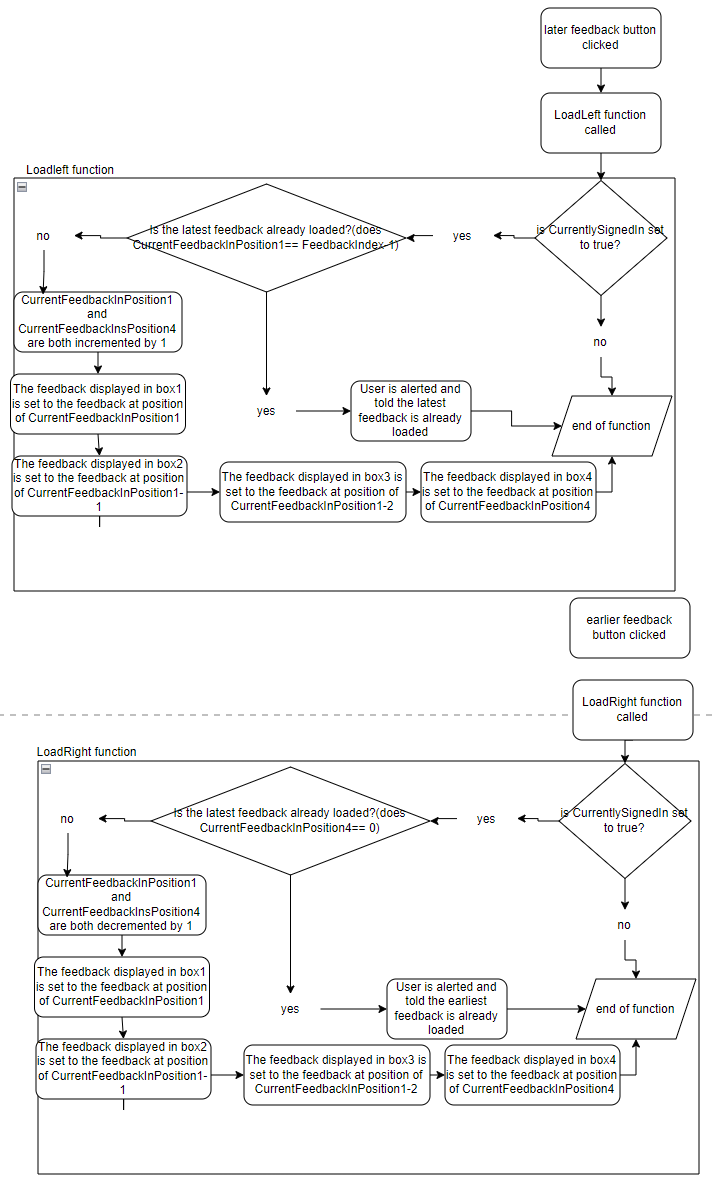 later feedback button
clicked
LoadLeft function
called
Loadleft function
is CurrentlySignedIn set
to true?
yes
Is the latest feedback already loaded?(does
CurrentFeedbackInPosition1== FeedbackIndex-1)
no
no
CurrentFeedbackInPosition1
and
CurrentFeedbackInsPosition4
are both incremented by 1
The feedback displayed in box1
is set to the feedback at position
of CurrentFeedbackInPosition1
yes
User is alerted and
told the latest
feedback is already
loaded
end of function
The feedback displayed in box2
is set to the feedback at position
of CurrentFeedbackInPosition1-
1
The feedback displayed in box3 is
set to the feedback at position of
CurrentFeedbackInPosition1-2
The feedback displayed in box4
is set to the feedback at position
of CurrentFeedbackInPosition4
earlier feedback
button clicked
LoadRight function
called
LoadRight function
is CurrentlySignedIn set
to true?
yes
Is the latest feedback already loaded?(does
CurrentFeedbackInPosition4== 0)
no
no
CurrentFeedbackInPosition1
and
CurrentFeedbackInsPosition4
are both decremented by 1
The feedback displayed in box1
is set to the feedback at position
of CurrentFeedbackInPosition1
yes
User is alerted and
told the earliest
feedback is already
loaded
end of function
The feedback displayed in box2
is set to the feedback at position
of CurrentFeedbackInPosition1-
1
The feedback displayed in box3 is
set to the feedback at position of
CurrentFeedbackInPosition1-2
The feedback displayed in box4
is set to the feedback at position
of CurrentFeedbackInPosition4